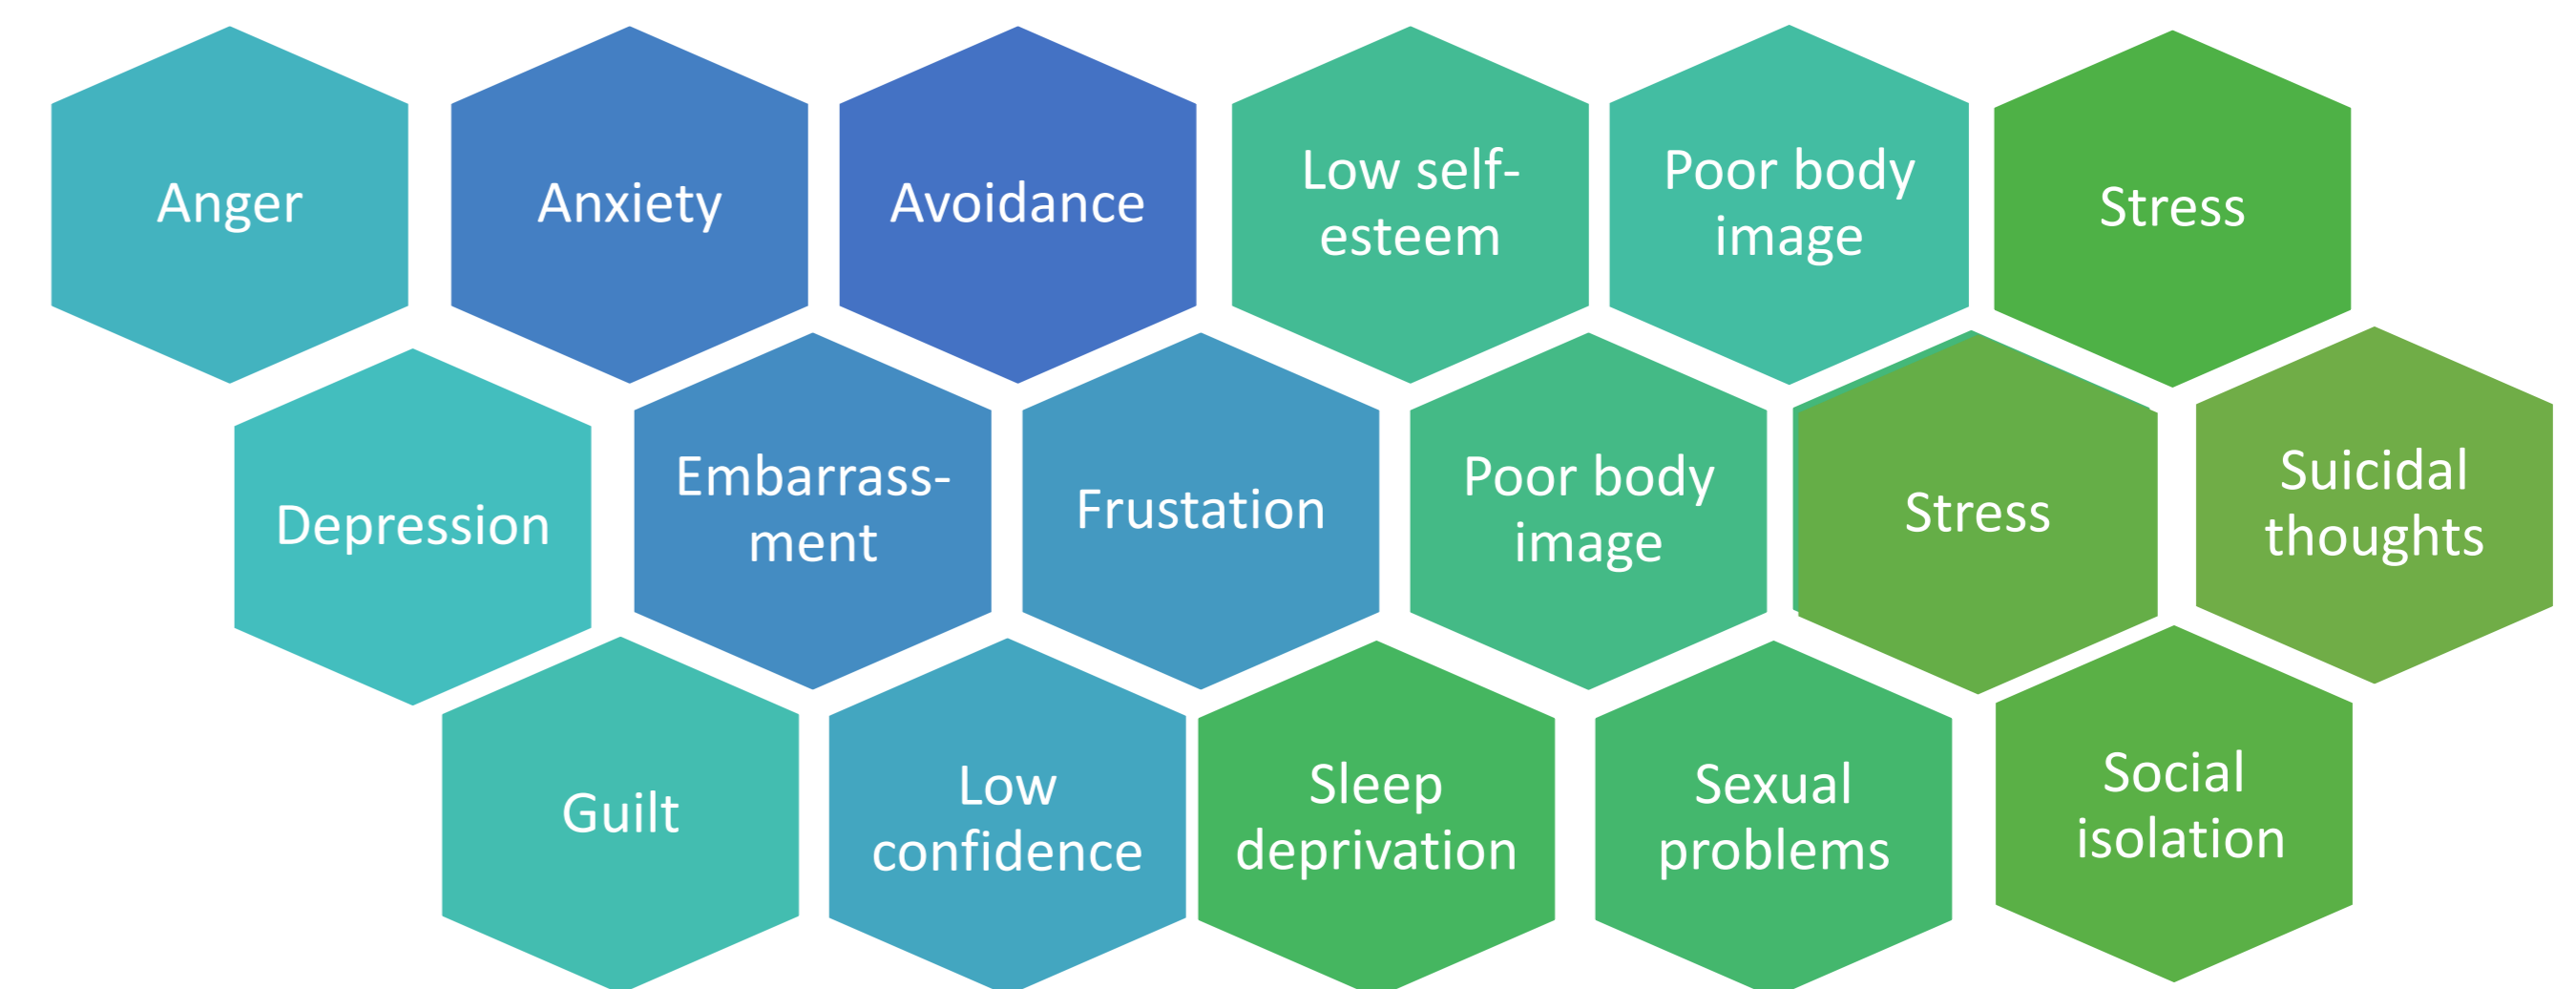 Anger
Anxiety
Avoidance
Low self-
esteem
Poor body
image
Stress
Depression
Embarrass-
ment
Frustation
Poor body
image
Stress
Suicidal
thoughts
Guilt
Low
confidence
Sleep
deprivation
Sexual
problems
Social
isolation